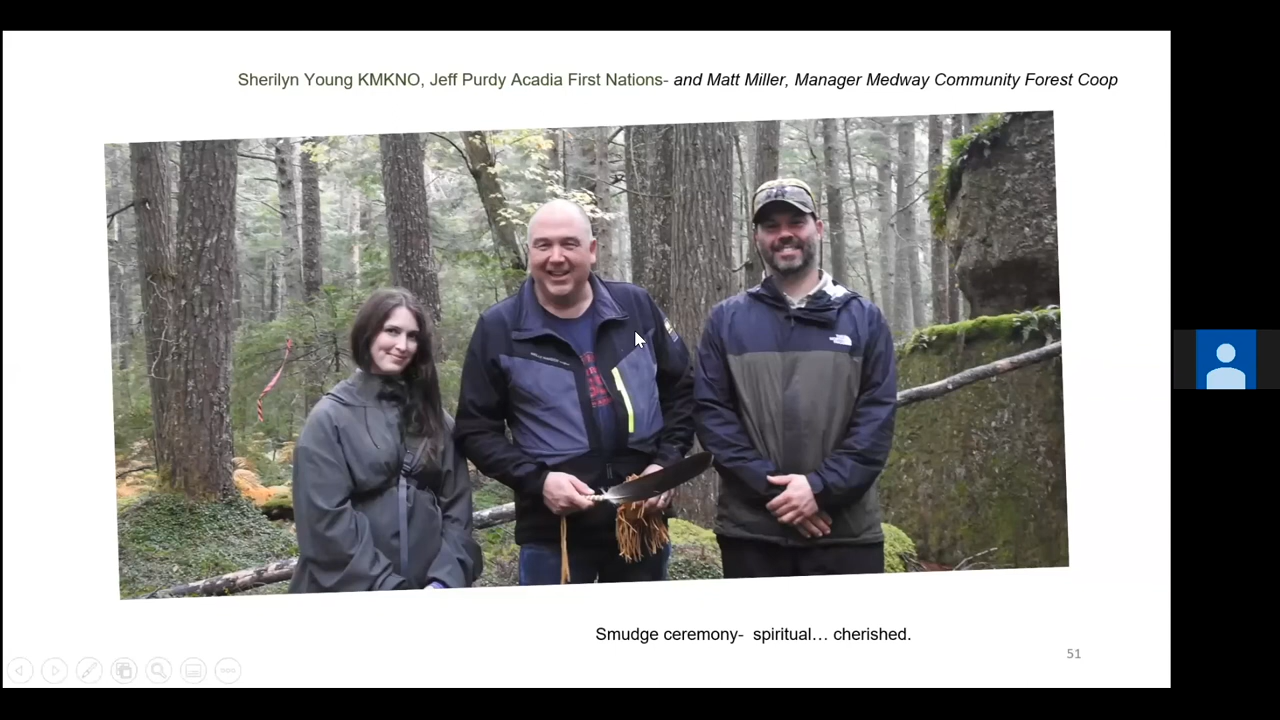 Sherilyn Young KMKNO, Jeff Purdy Acadia First Nations- and Matt Miller, Manager Medway Community Forest Coop
Smudge ceremony-  spiritual… cherished.
51